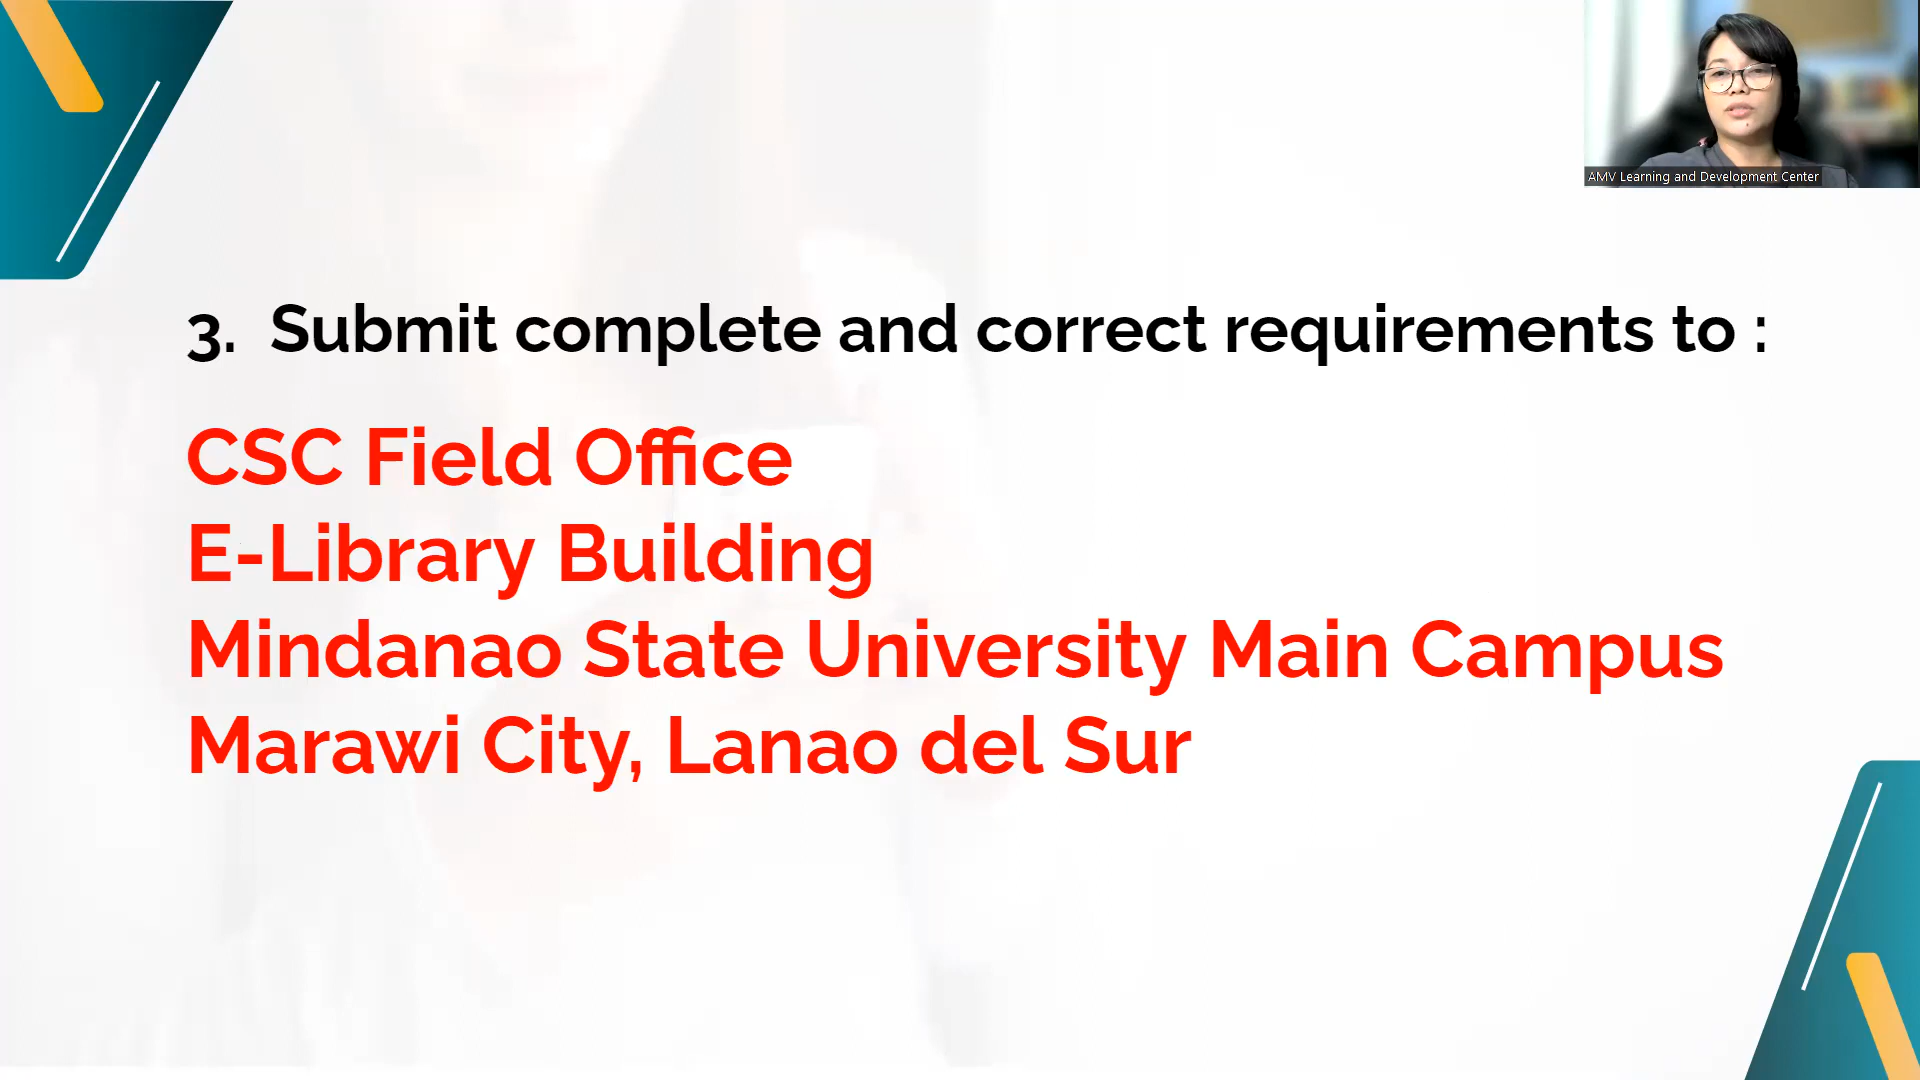 AMV Learning and Development Center
3. Submit complete and correct requirements to :
CSC Field Office
E-Library Building
Mindanao State University Main Campus
Marawi City, Lanao del Sur